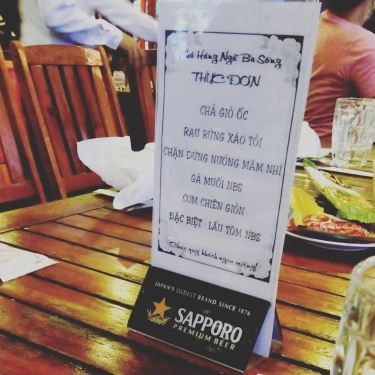 Nhà Hàng Ngã Ba Sông
THỰC ĐƠN
CHẢ GIÒ ỐC
RAU RỪNG XÀO TỎI
CHÂN DỪNG NƯỚNG MẮM NHĨ
GÀ MUỐI NBS
CƠM CHIÊN GIÒN
ĐẶC BIỆT LẨU TÔM NBS
Chúc quý khách ngon miệng!
JAPAN'S OLDEST BRAND SINCE 1876
SAPPORO
PREMIUM BEER